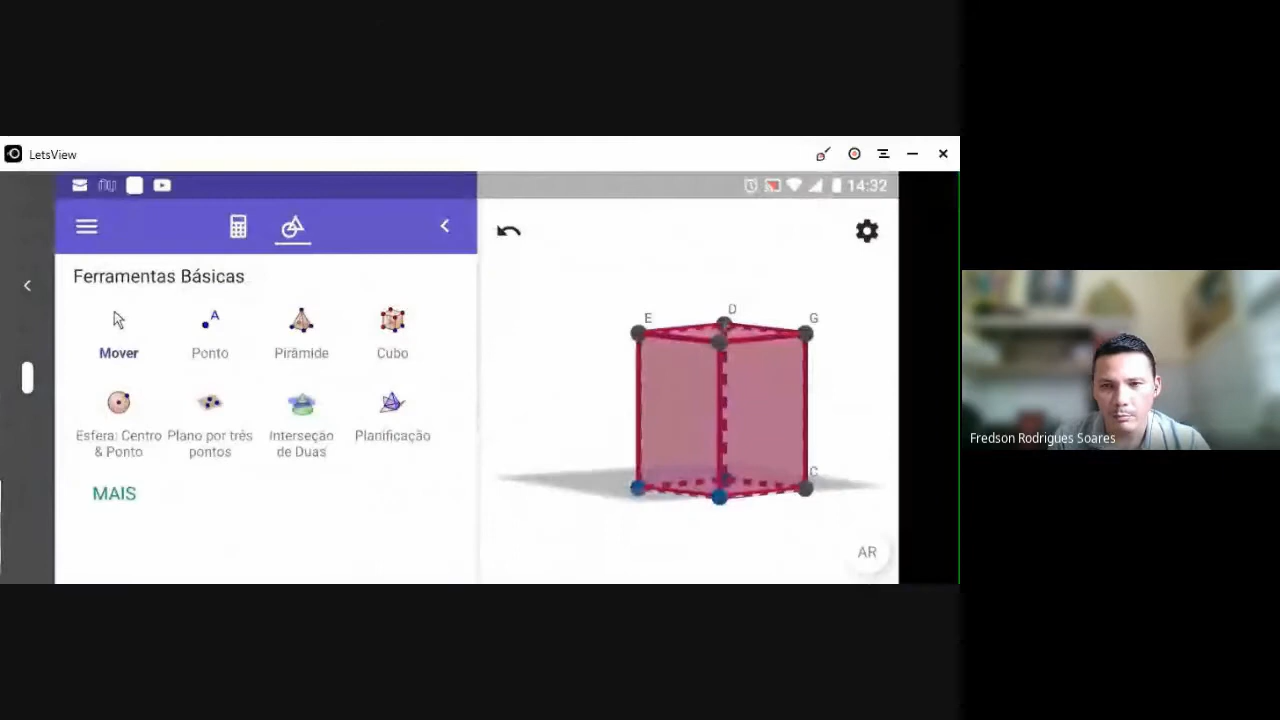 LetsView
14:32
Ferramentas Básicas
A
Mover
Ponto
Pirâmide
Cubo
Esfera: Centro
& Ponto
Plano por três
pontos
Interseção
de Duas
Planificação
MAIS
E
D
G
C
AR
Fredson Rodrigues Soares